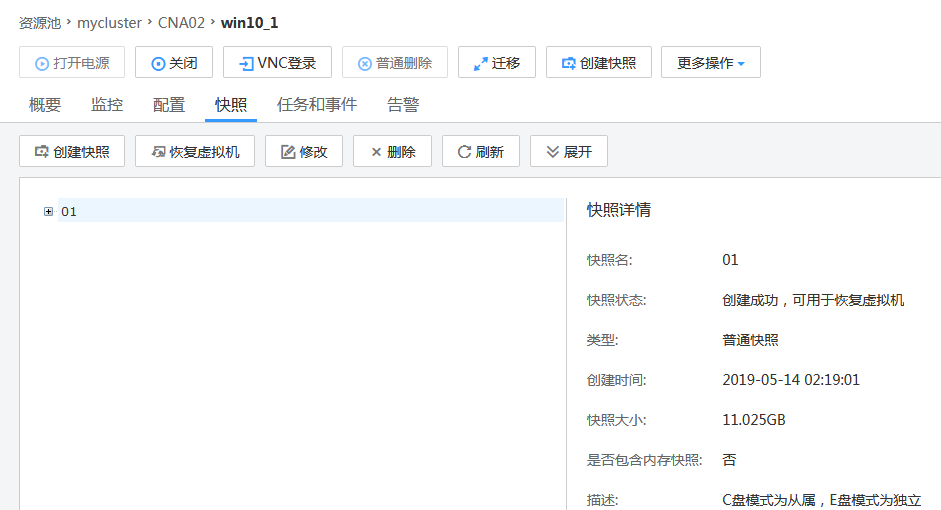 资源池 › mycluster › CNA02 › win10_1
打开电源 关闭 VNC登录 普通删除 迁移 创建快照 更多操作
概要 监控 配置 快照 任务和事件 告警
创建快照 恢复虚拟机 修改 删除 刷新 展开
01
快照详情
快照名: 01
快照状态: 创建成功，可用于恢复虚拟机
类型: 普通快照
创建时间: 2019-05-14 02:19:01
快照大小: 11.025GB
是否包含内存快照: 否
描述: C盘模式为从属，E盘模式为独立